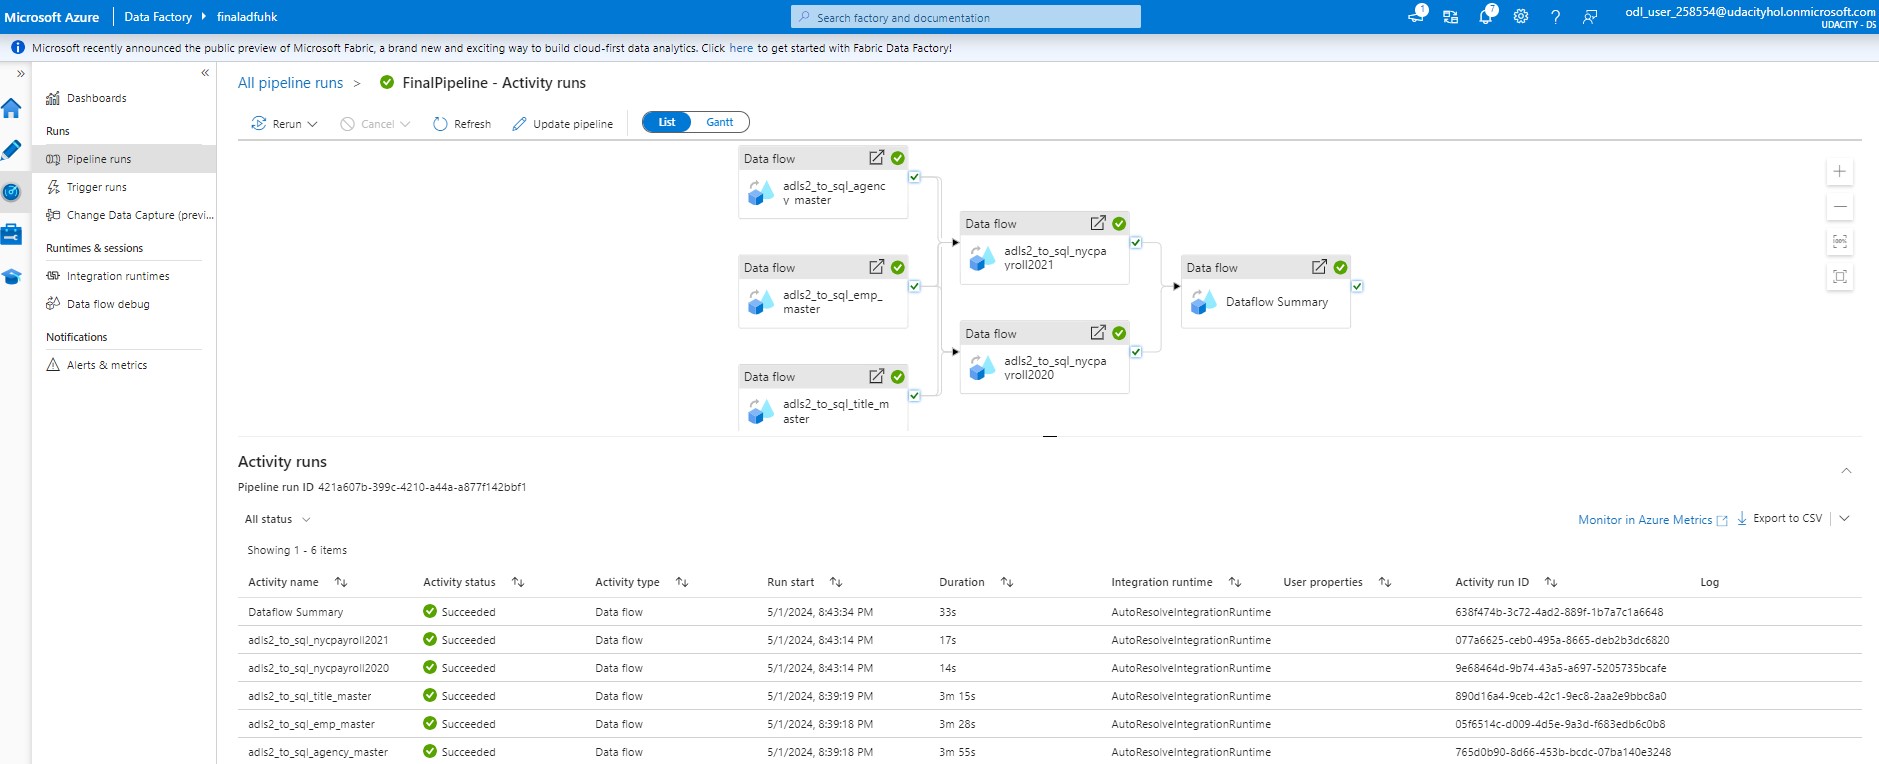 Microsoft Azure Data Factory finaladfuhk
Search factory and documentation
1 7
odl_user_258554@udacityhol.onmicrosoft.com
UDACITY - DS
Microsoft recently announced the public preview of Microsoft Fabric, a brand new and exciting way to build cloud-first data analytics. Click here to get started with Fabric Data Factory!
Dashboards
Runs
Pipeline runs
Trigger runs
Change Data Capture (previ...
Runtimes & sessions
Integration runtimes
Data flow debug
Notifications
Alerts & metrics
All pipeline runs > FinalPipeline - Activity runs
Rerun Cancel Refresh Update pipeline List Gantt
Data flow
adls2_to_sql_agenc
y_master
Data flow
adls2_to_sql_emp_
master
Data flow
adls2_to_sql_title_m
aster
Data flow
adls2_to_sql_nycpa
yroll2021
Data flow
adls2_to_sql_nycpa
yroll2020
Data flow
Dataflow Summary
Activity runs
Pipeline run ID 421a607b-399c-4210-a44a-a877f142bbf1
All status
Monitor in Azure Metrics Export to CSV
Showing 1 - 6 items
Activity name Activity status Activity type Run start Duration Integration runtime User properties Activity run ID Log
Dataflow Summary Succeeded Data flow 5/1/2024, 8:43:34 PM 33s AutoResolveIntegrationRuntime 638f474b-3c72-4ad2-889f-1b7a7c1a6648
adls2_to_sql_nycpayroll2021 Succeeded Data flow 5/1/2024, 8:43:14 PM 17s AutoResolveIntegrationRuntime 077a6625-ceb0-495a-8665-deb2b3dc6820
adls2_to_sql_nycpayroll2020 Succeeded Data flow 5/1/2024, 8:43:14 PM 14s AutoResolveIntegrationRuntime 9e68464d-9b74-43a5-a697-5205735bcafe
adls2_to_sql_title_master Succeeded Data flow 5/1/2024, 8:39:19 PM 3m 15s AutoResolveIntegrationRuntime 890d16a4-9ceb-42c1-9ec8-2aa2e9bbc8a0
adls2_to_sql_emp_master Succeeded Data flow 5/1/2024, 8:39:18 PM 3m 28s AutoResolveIntegrationRuntime 05f6514c-d009-4d5e-9a3d-f683edb6c0b8
adls2_to_sql_agency_master Succeeded Data flow 5/1/2024, 8:39:18 PM 3m 55s AutoResolveIntegrationRuntime 765d0b90-8d66-453b-bcdc-07ba140e3248